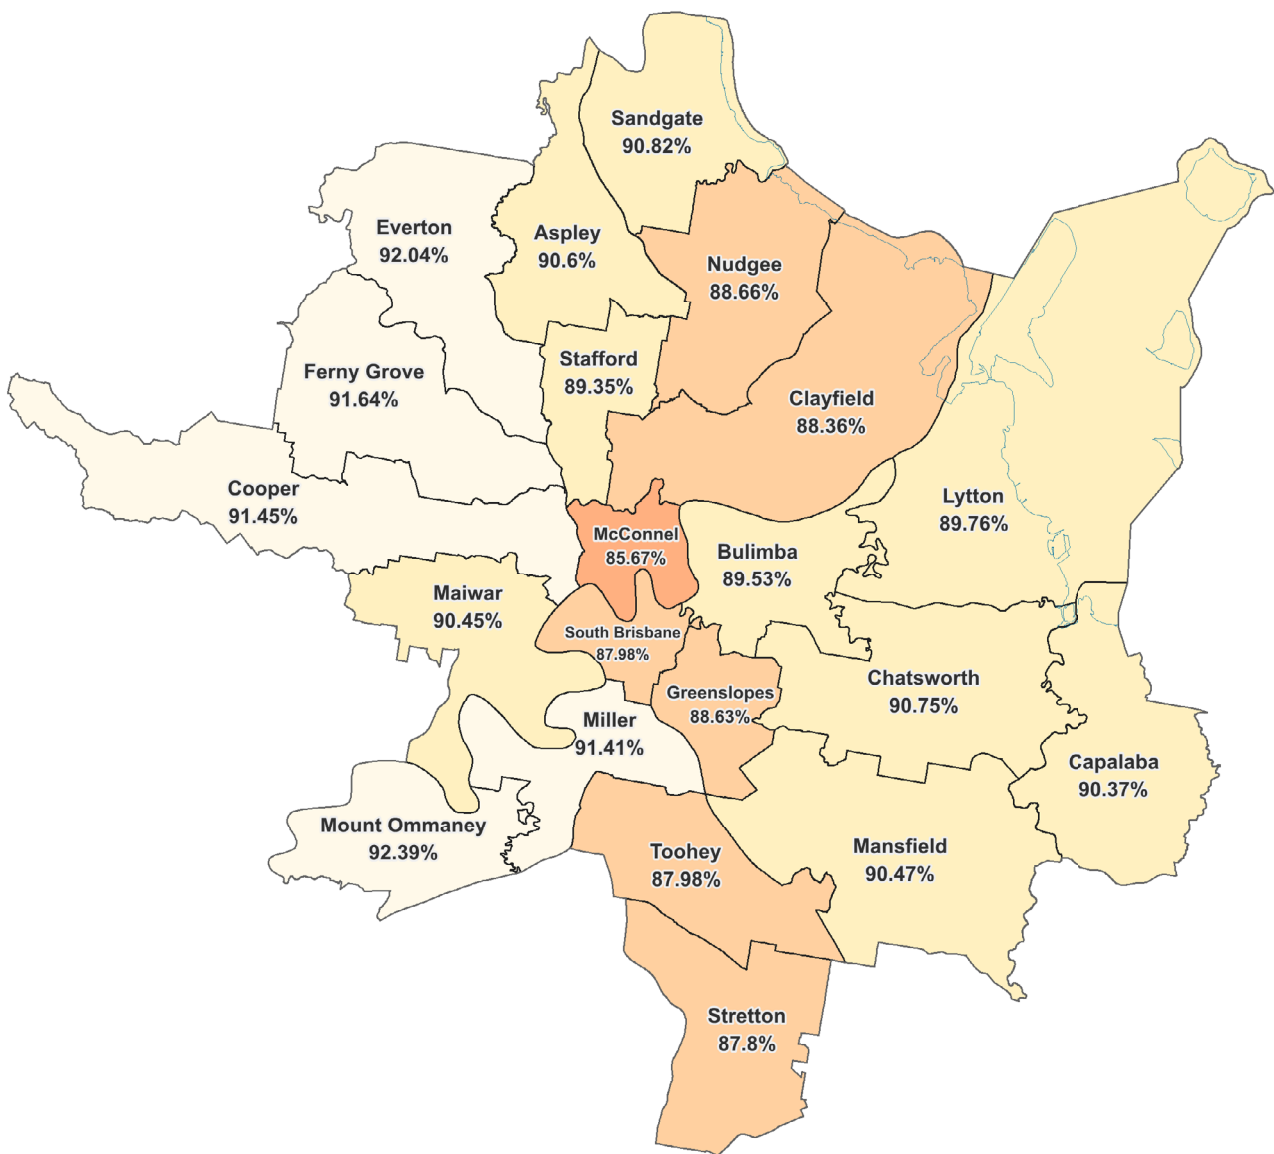 Sandgate
90.82%
Everton
92.04%
Aspley
90.6%
Nudgee
88.66%
Stafford
89.35%
Ferny Grove
91.64%
Clayfield
88.36%
Cooper
91.45%
Lytton
89.76%
McConnel
85.67%
Bulimba
89.53%
Maiwar
90.45%
South Brisbane
87.98%
Chatsworth
90.75%
Greenslopes
88.63%
Miller
91.41%
Capalaba
90.37%
Mount Ommaney
92.39%
Toohey
87.98%
Mansfield
90.47%
Stretton
87.8%